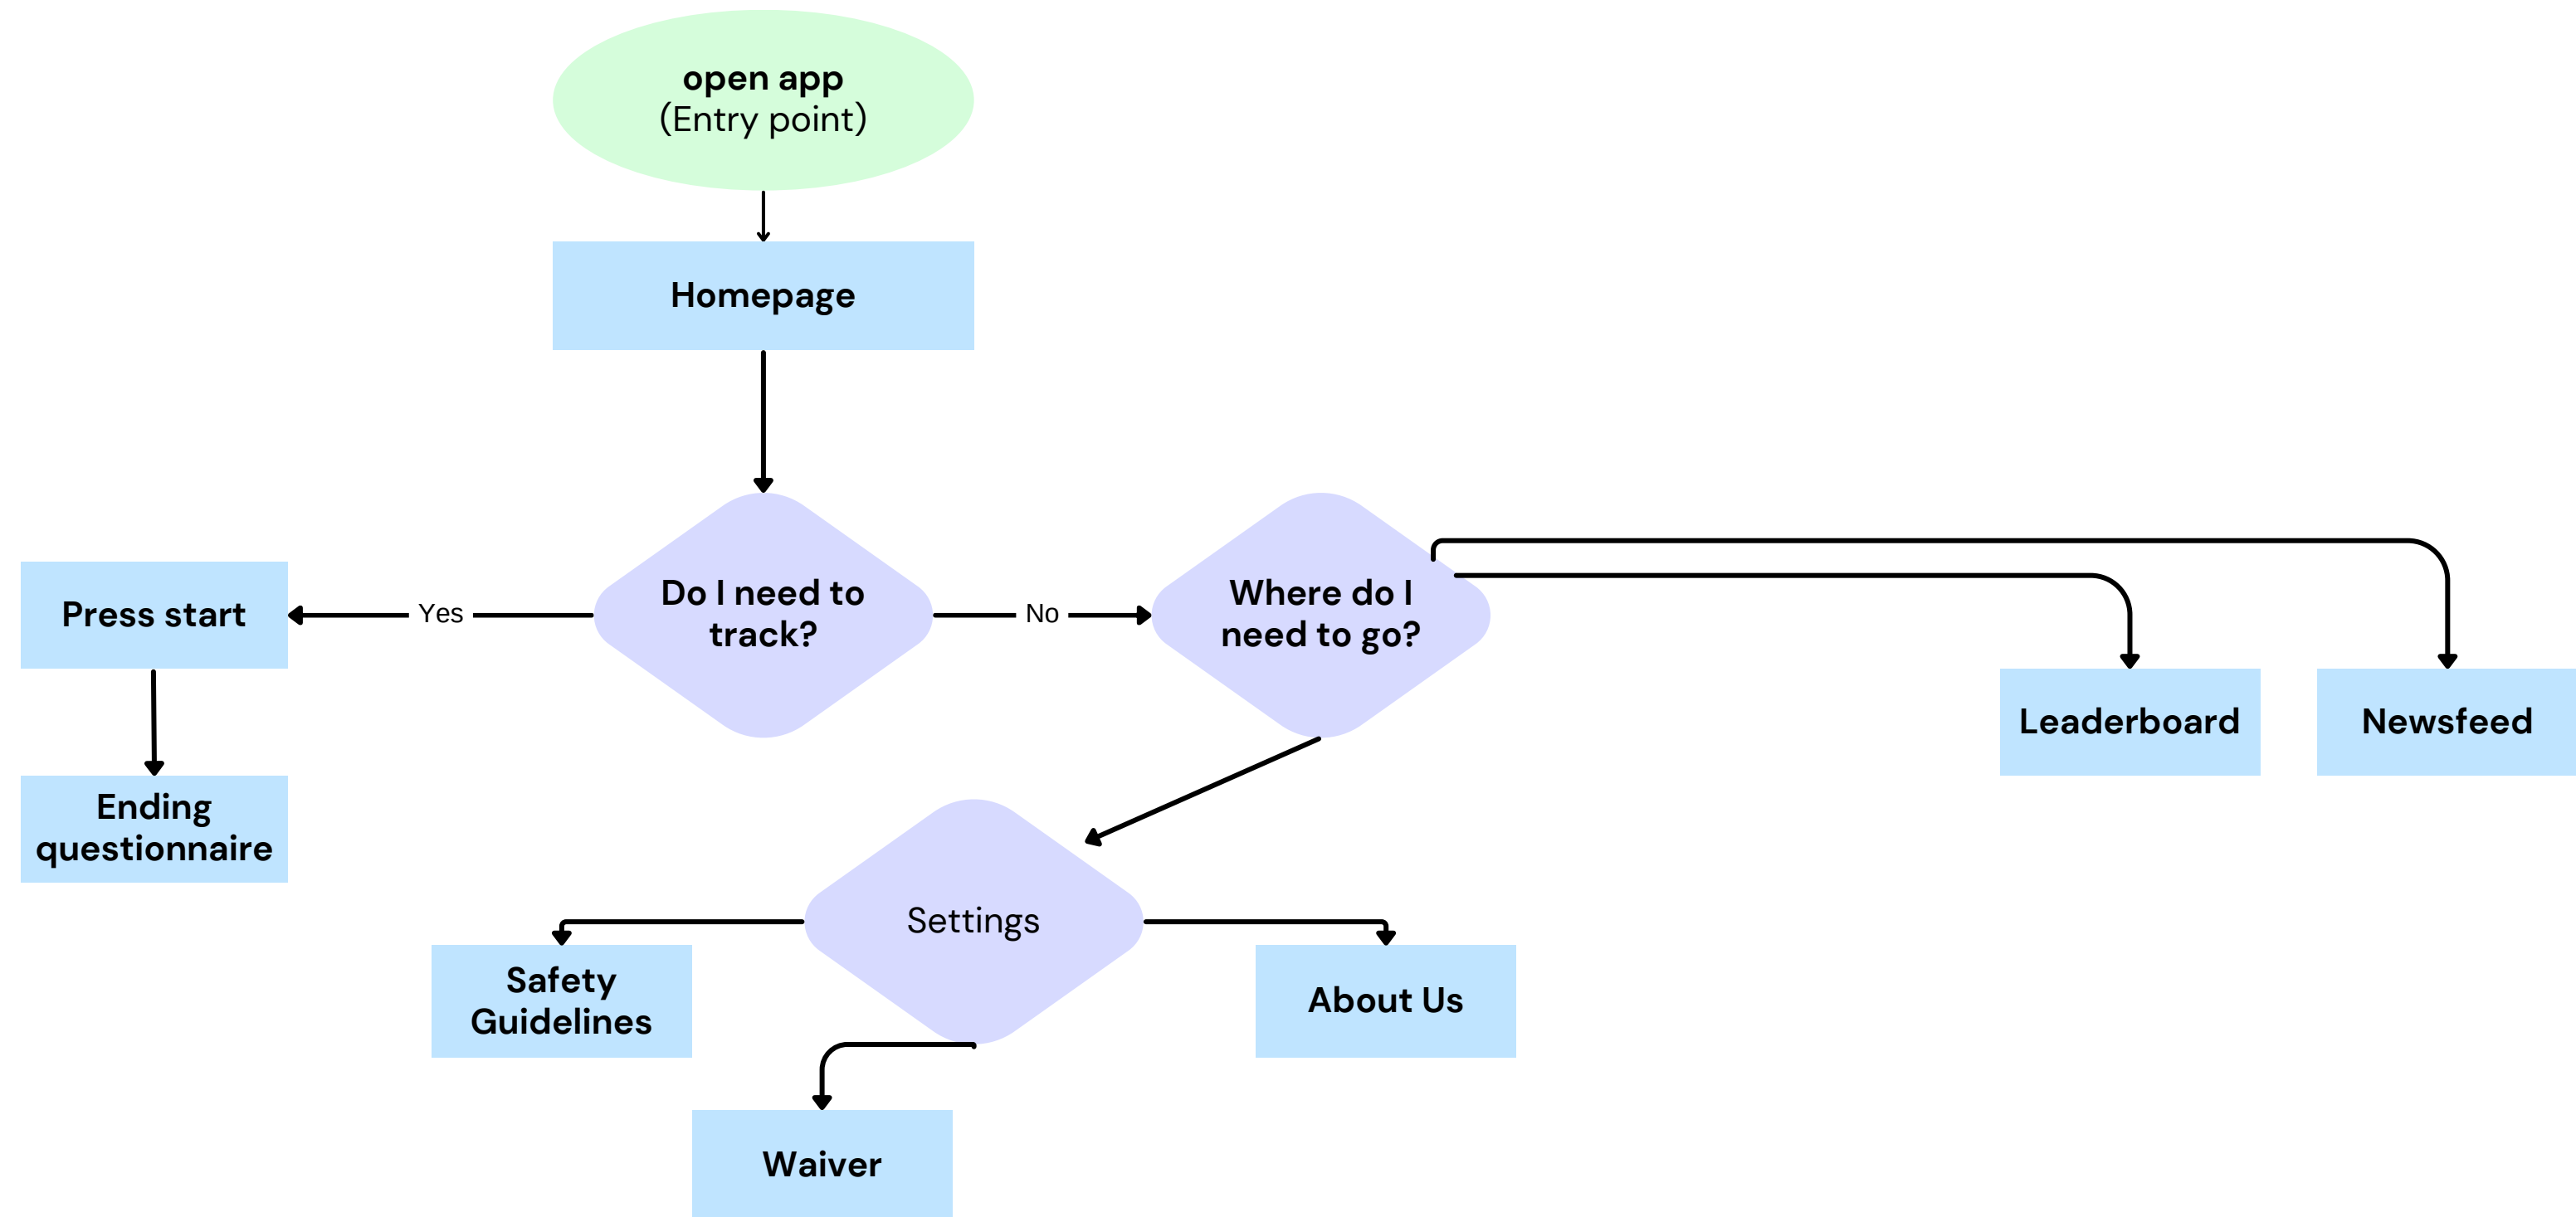 open app
(Entry point)
Homepage
Do I need to
track?
Yes
No
Press start
Where do I
need to go?
Ending
questionnaire
Leaderboard
Newsfeed
Settings
Safety
Guidelines
About Us
Waiver